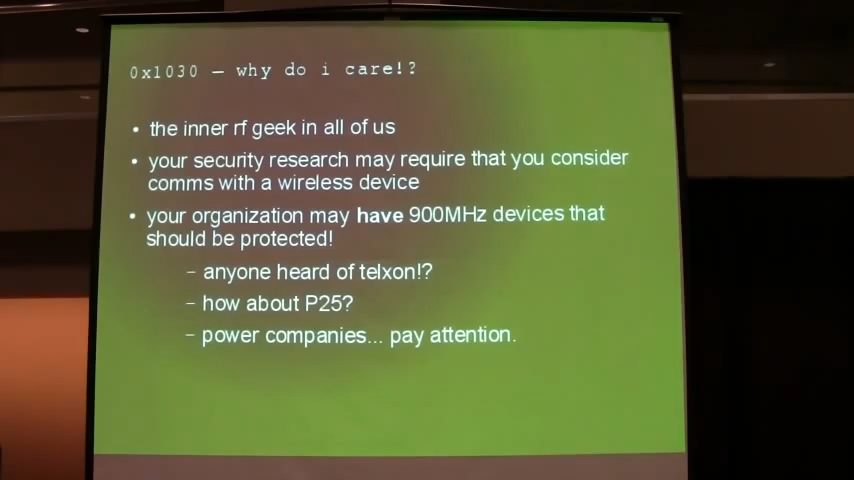 0x1030 – why do i care!?
• the inner rf geek in all of us
• your security research may require that you consider
comms with a wireless device
• your organization may have 900MHz devices that
should be protected!
– anyone heard of telxon!?
– how about P25?
– power companies... pay attention.